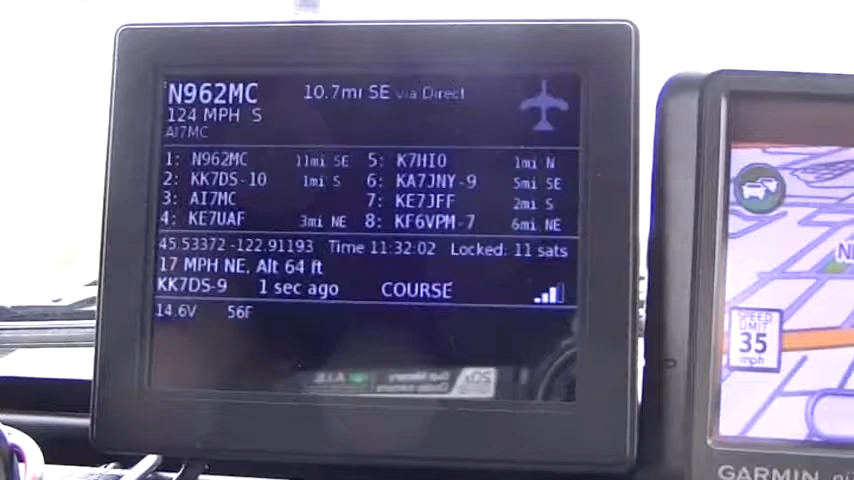 N962MC 10.7mi SE via Direct
124 MPH S
AI7MC
1: N962MC 11mi SE 5: K7HIO 1mi N
2: KK7DS-10 1mi S 6: KA7JNY-9 5mi SE
3: AI7MC 7: KE7JFF 2mi S
4: KE7UAF 3mi NE 8: KF6VPM-7 6mi NE
45.53372 -122.91193 Time 11:32:02 Locked: 11 sats
17 MPH NE, Alt 64 ft
KK7DS-9 1 sec ago COURSE
14.6V 56F
SPEED
LIMIT
35
mph
GARMIN